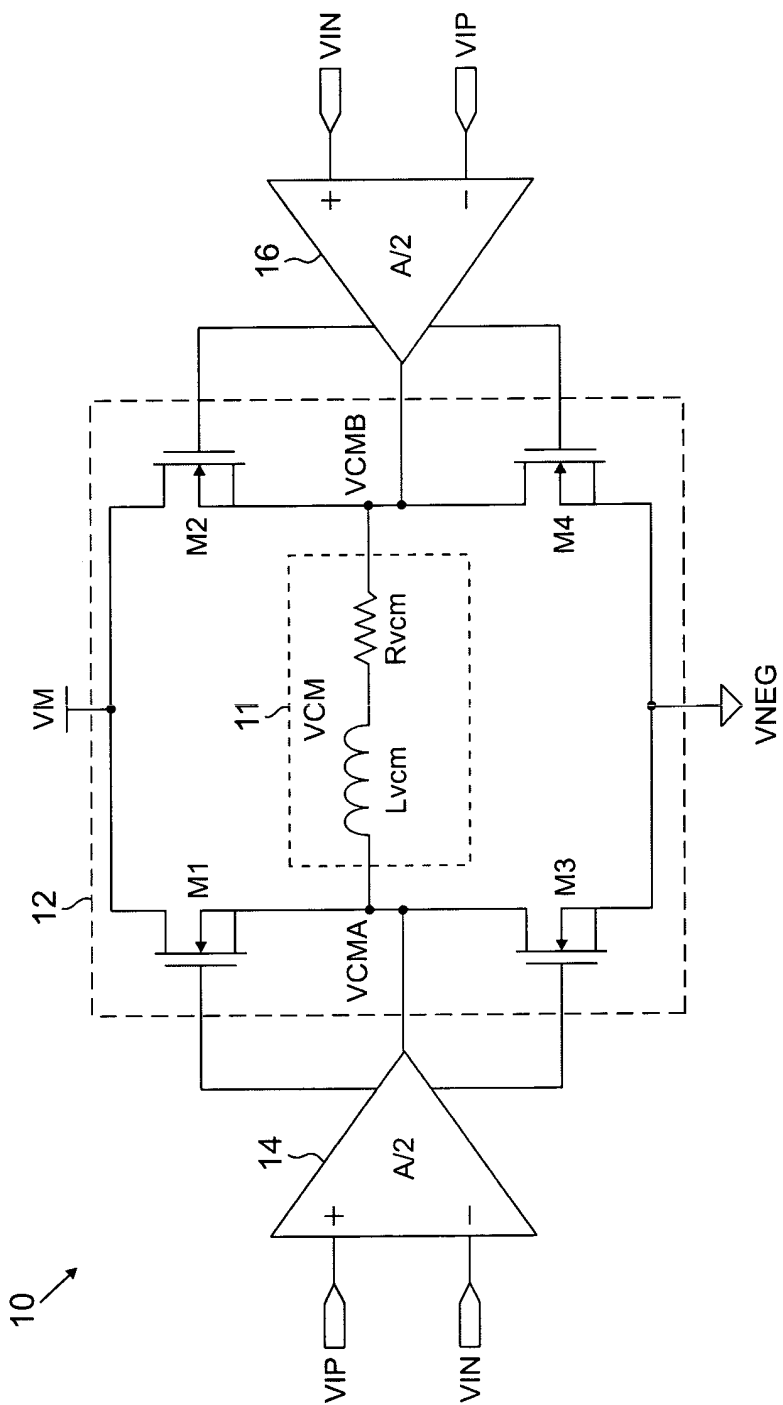 10
VIP
VIN
+
−
14
A/2
12
VM
M1
M2
VCMA
VCMB
11
VCM
Lvcm
Rvcm
M3
M4
VNEG
16
A/2
+
−
VIN
VIP